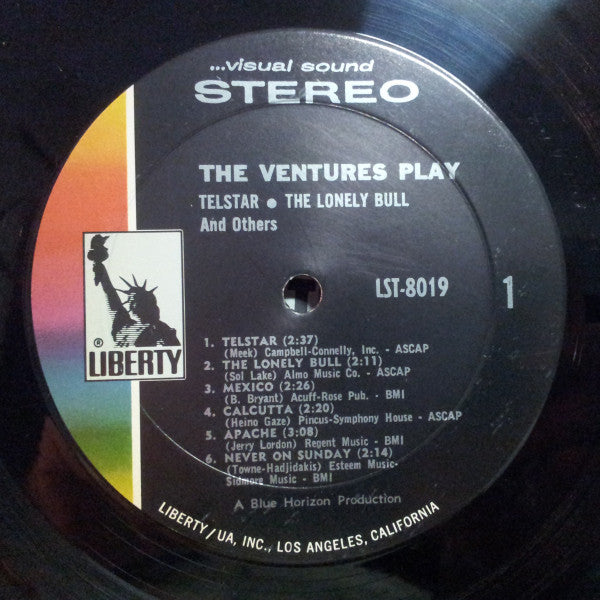 ...visual sound
STEREO
THE VENTURES PLAY
TELSTAR ● THE LONELY BULL
And Others
LST-8019
1
®
LIBERTY
1. TELSTAR (2:37)
(Meek) Campbell-Connelly, Inc. - ASCAP
2. THE LONELY BULL (2:11)
(Sol Lake) Almo Music Co. - ASCAP
3. MEXICO (2:26)
(B. Bryant) Acuff-Rose Pub. - BMI
4. CALCUTTA (2:20)
(Heino Gaze) Pincus-Symphony House - ASCAP
5. APACHE (3:08)
(Jerry Lordon) Regent Music - BMI
6. NEVER ON SUNDAY (2:14)
(Towne-Hadjidakis) Esteem Music-
Sidmore Music - BMI
A Blue Horizon Production
LIBERTY/UA, INC., LOS ANGELES, CALIFORNIA